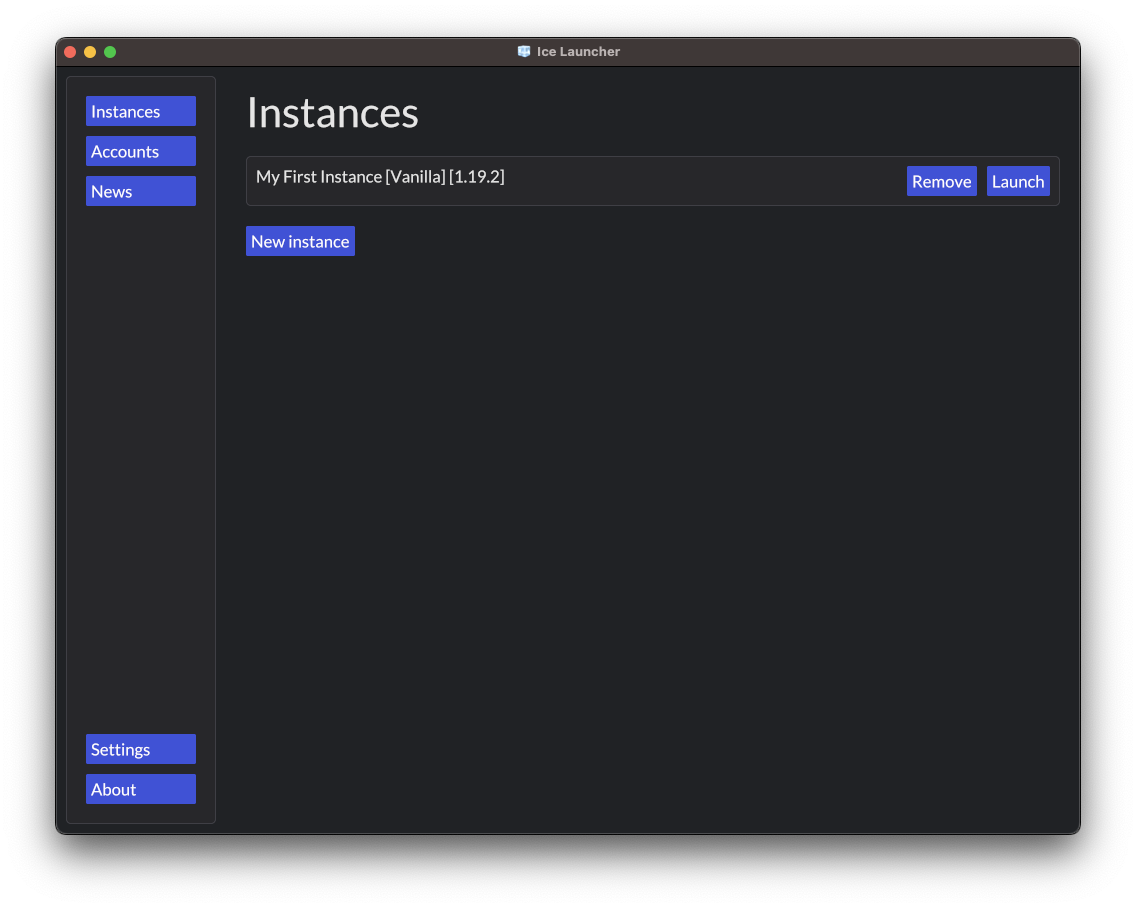 Ice Launcher
Instances
Accounts
News
Settings
About
Instances
My First Instance [Vanilla] [1.19.2]
Remove
Launch
New instance